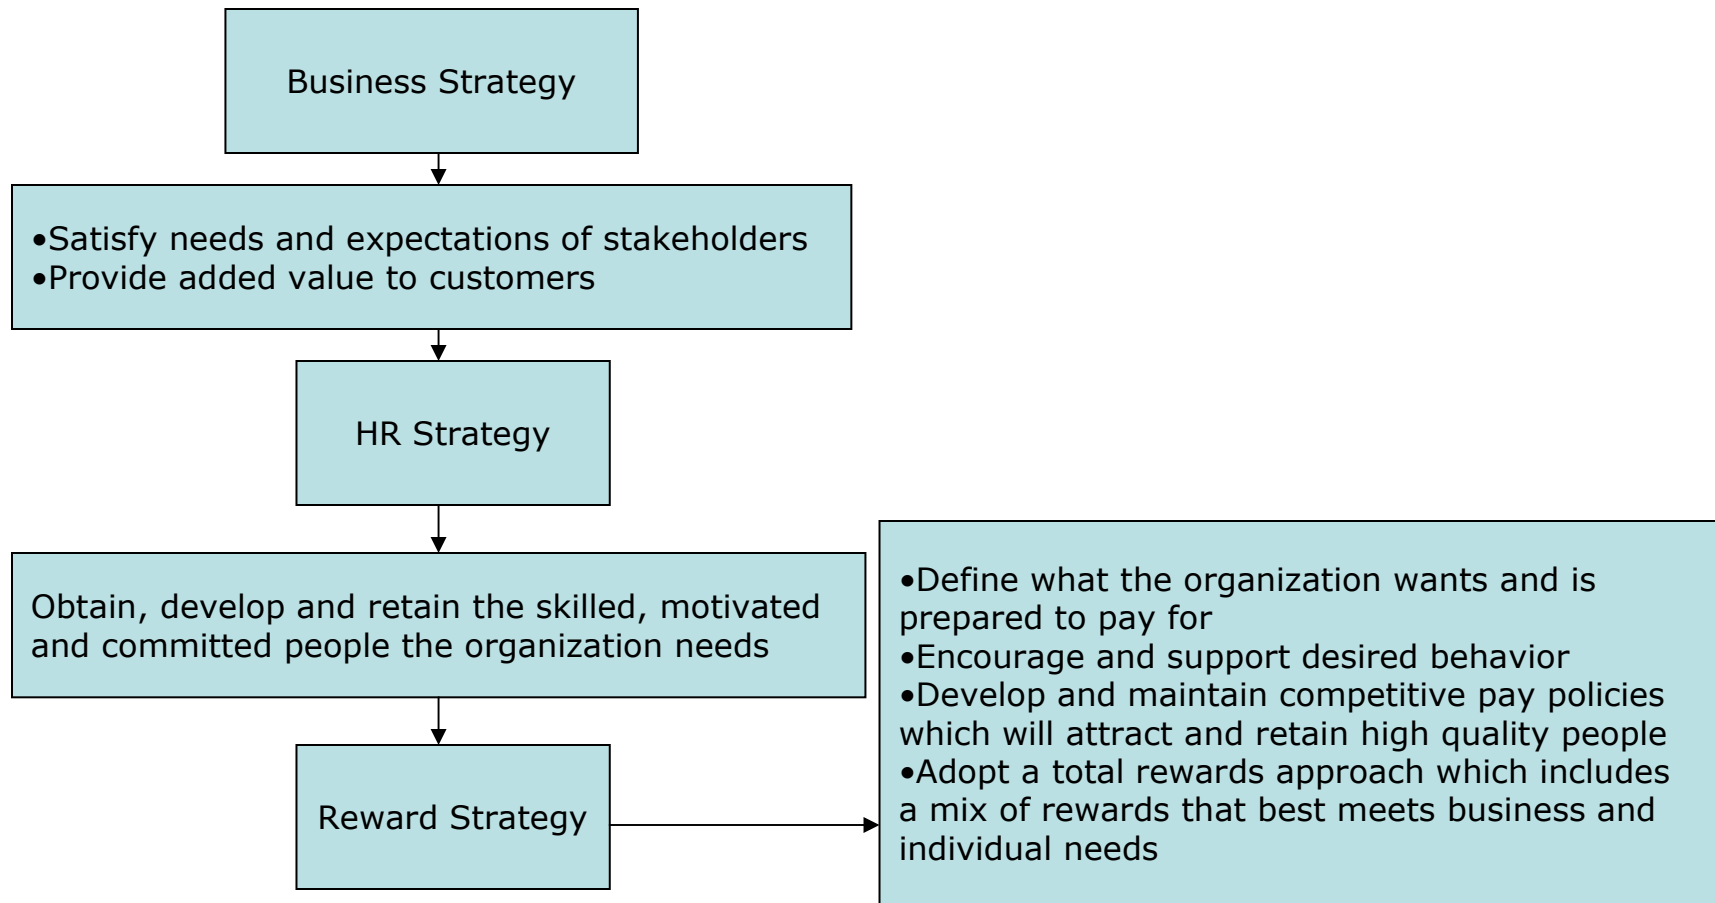 Business Strategy
•Satisfy needs and expectations of stakeholders
•Provide added value to customers
HR Strategy
Obtain, develop and retain the skilled, motivated
and committed people the organization needs
Reward Strategy
•Define what the organization wants and is
prepared to pay for
•Encourage and support desired behavior
•Develop and maintain competitive pay policies
which will attract and retain high quality people
•Adopt a total rewards approach which includes
a mix of rewards that best meets business and
individual needs